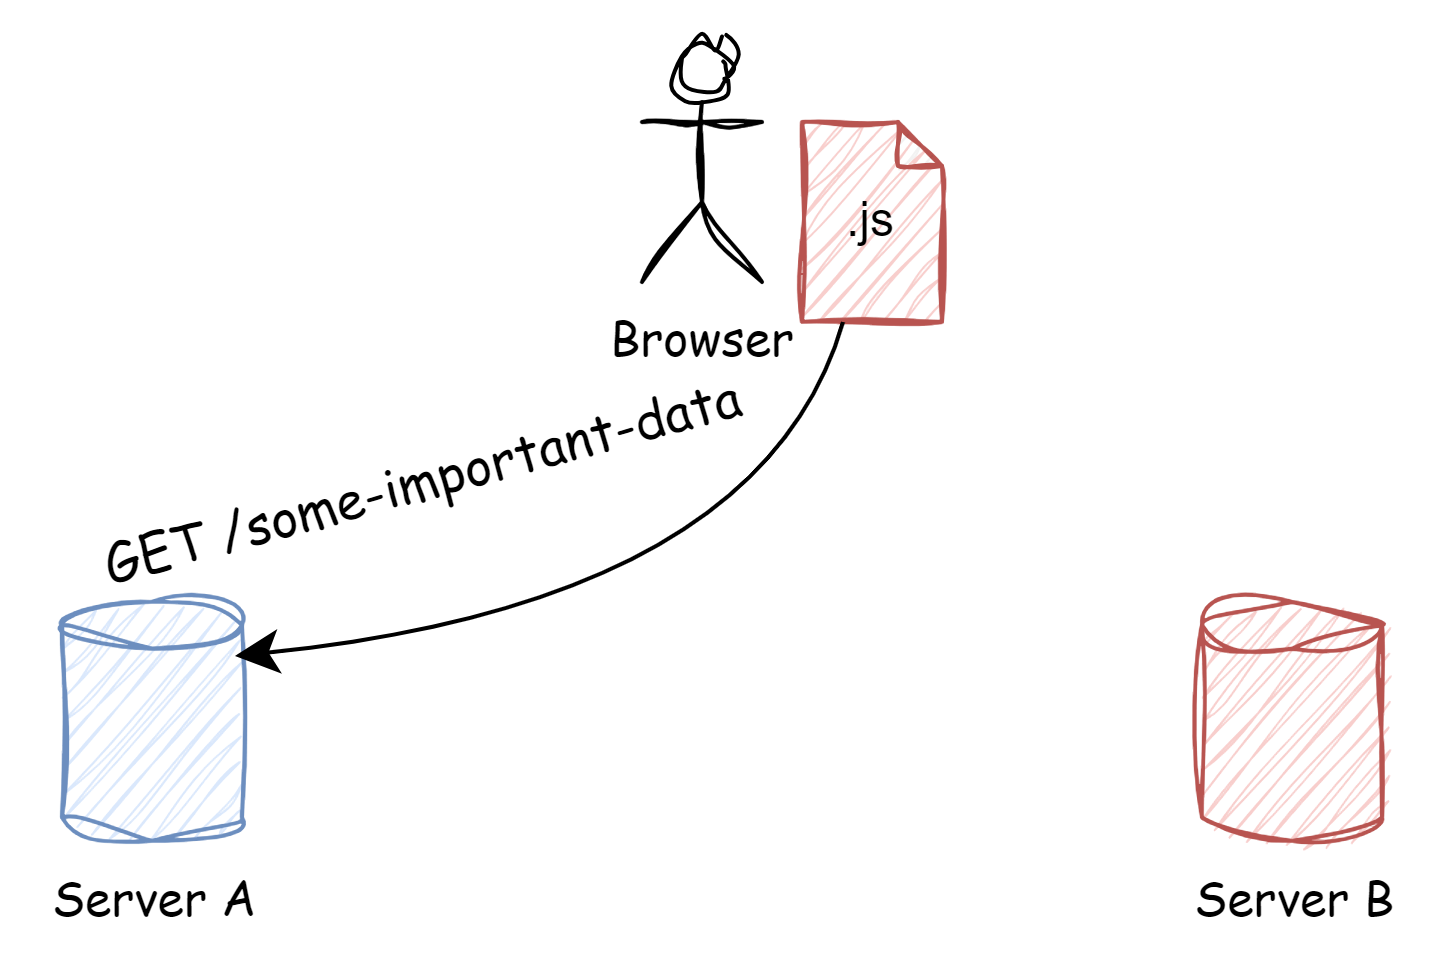 .js
Browser
GET /some-important-data
Server A
Server B